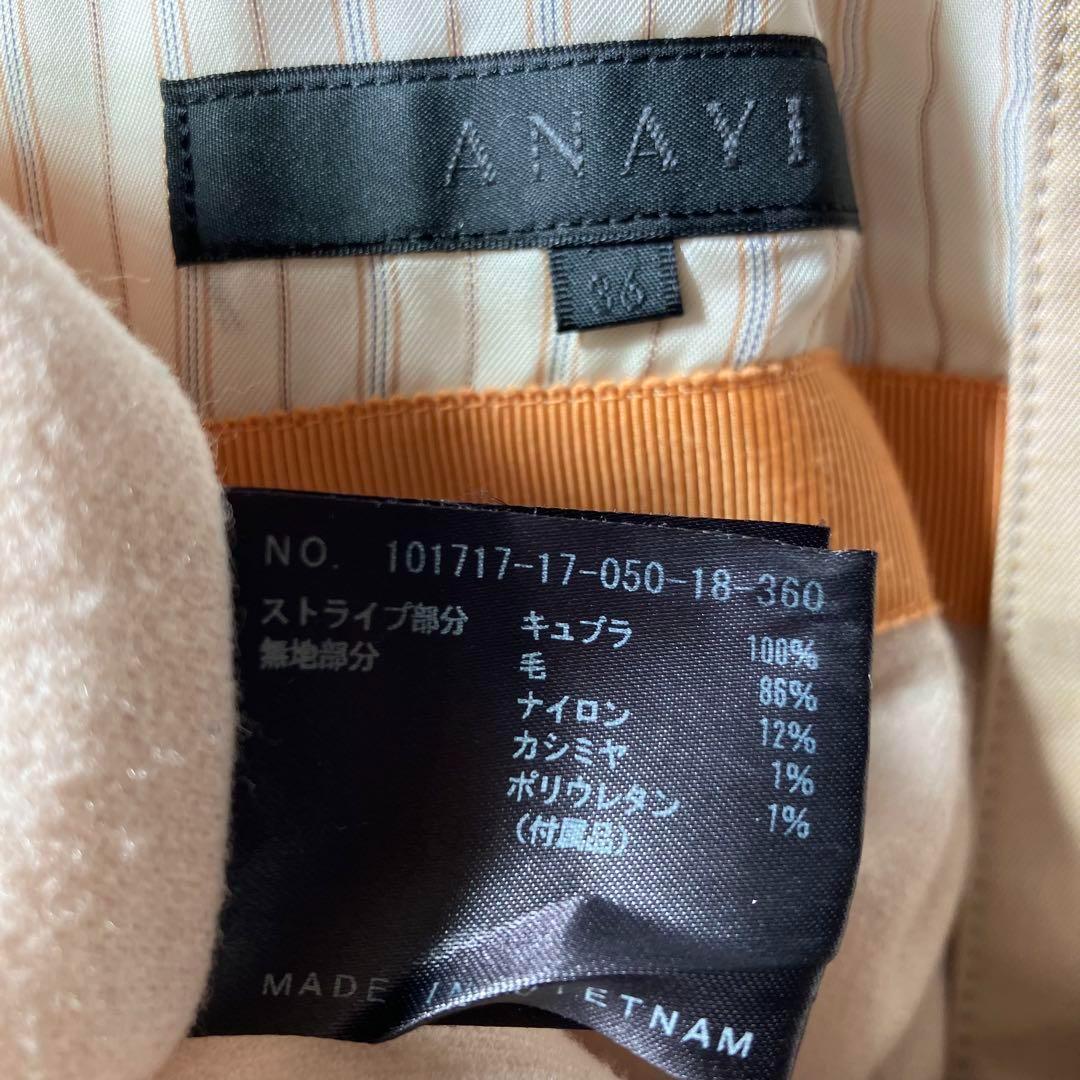 ANAYI
36
NO. 101717-17-050-18-360
ストライプ部分 キュプラ 100%
無地部分 毛 86%
ナイロン 12%
カシミヤ 1%
ポリウレタン 1%
(付属品)
MADE IN VIETNAM